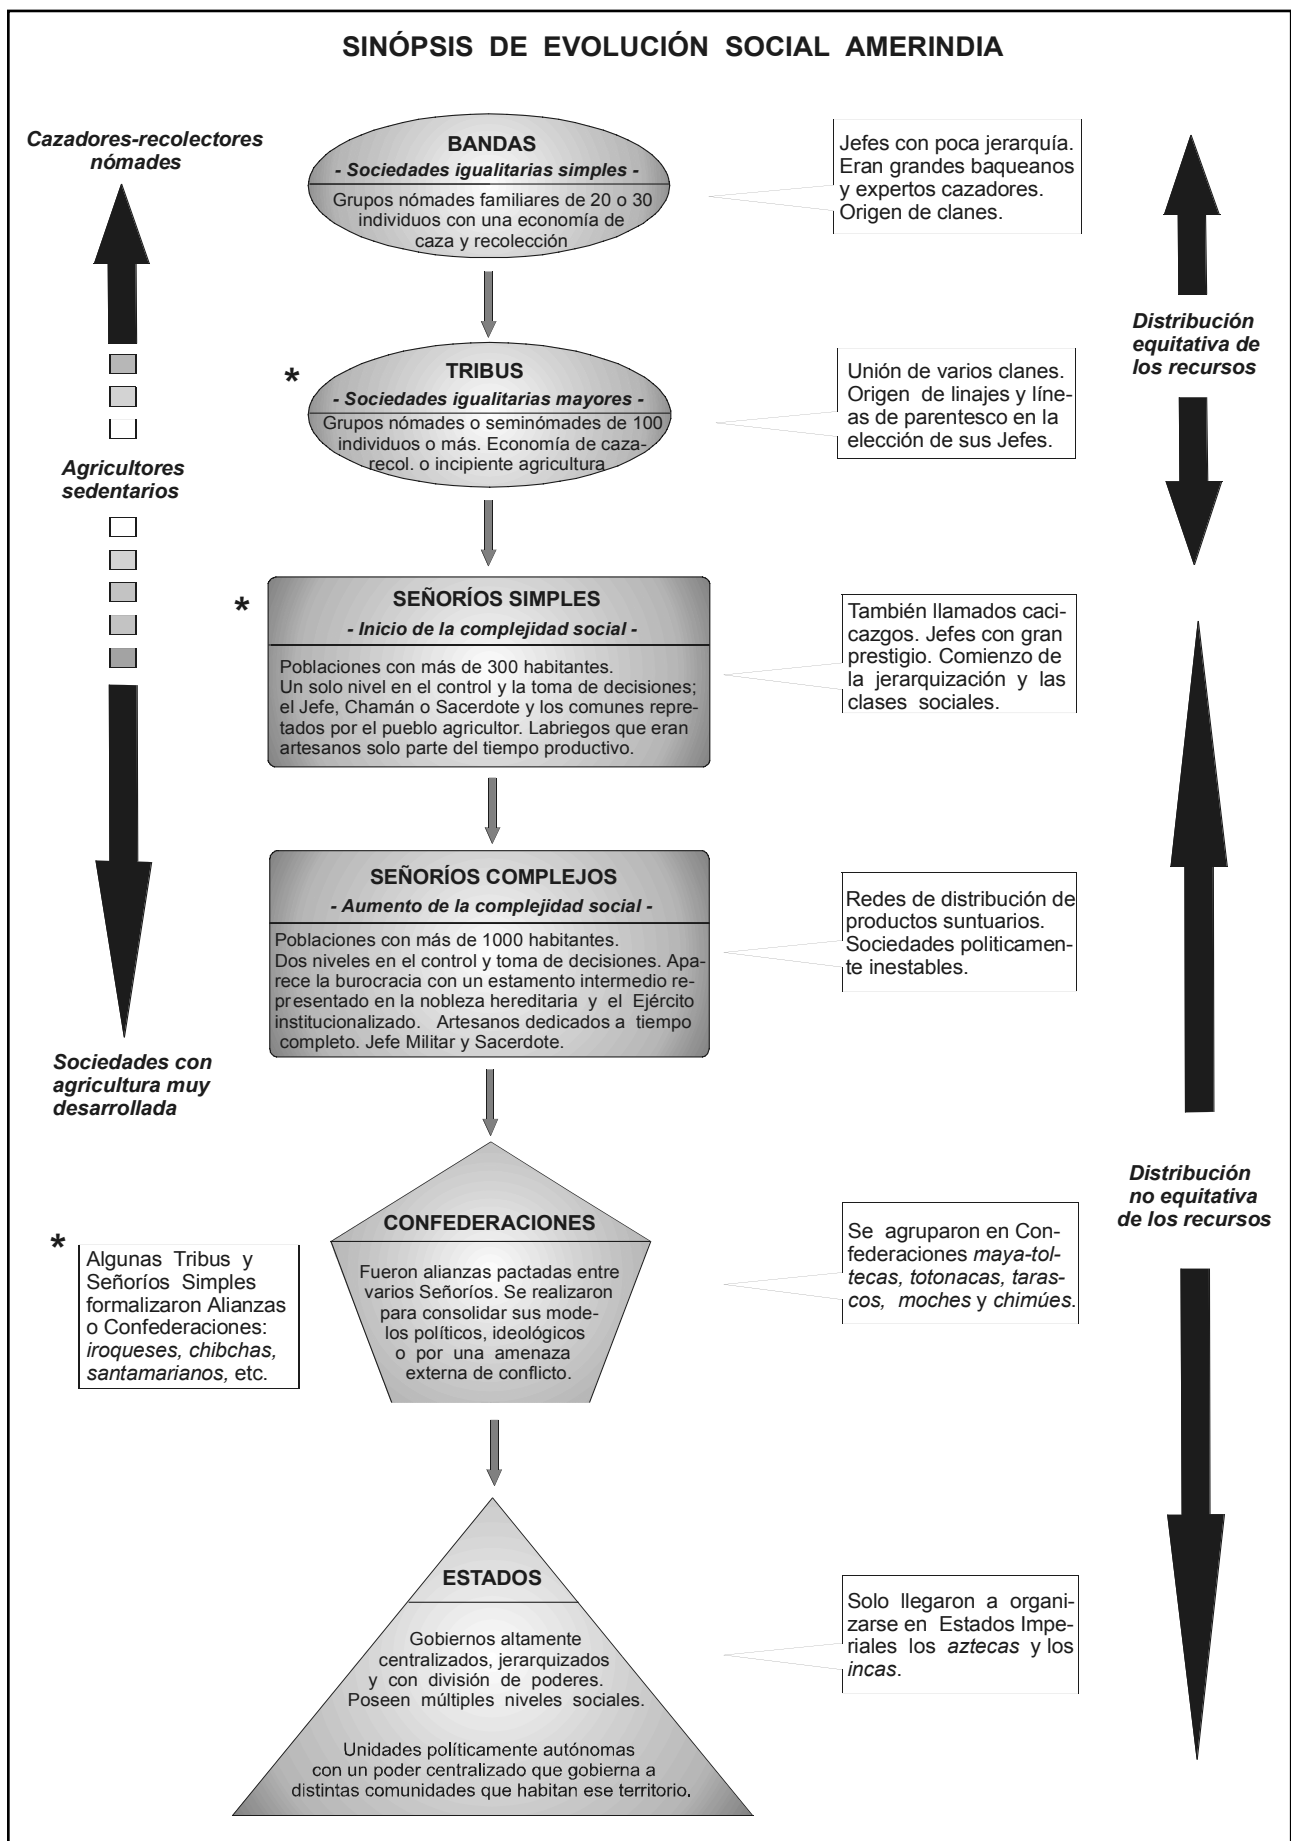 SINÓPSIS DE EVOLUCIÓN SOCIAL AMERINDIA
Cazadores-recolectores
nómades
BANDAS
- Sociedades igualitarias simples -
Grupos nómades familiares de 20 o 30
individuos con una economía de
caza y recolección
Jefes con poca jerarquía.
Eran grandes baqueanos
y expertos cazadores.
Origen de clanes.
Distribución
equitativa de
los recursos
*
TRIBUS
- Sociedades igualitarias mayores -
Grupos nómades o seminómades de 100
individuos o más. Economía de caza-
recol. o incipiente agricultura
Unión de varios clanes.
Origen de linajes y líne-
as de parentesco en la
elección de sus Jefes.
Agricultores
sedentarios
*
SEÑORÍOS SIMPLES
- Inicio de la complejidad social -
Poblaciones con más de 300 habitantes.
Un solo nivel en el control y la toma de decisiones;
el Jefe, Chamán o Sacerdote y los comunes repre-
tados por el pueblo agricultor. Labriegos que eran
artesanos solo parte del tiempo productivo.
También llamados caci-
cazgos. Jefes con gran
prestigio. Comienzo de
la jerarquización y las
clases sociales.
SEÑORÍOS COMPLEJOS
- Aumento de la complejidad social -
Poblaciones con más de 1000 habitantes.
Dos niveles en el control y toma de decisiones. Apa-
rece la burocracia con un estamento intermedio re-
presentado en la nobleza hereditaria y el Ejército
institucionalizado. Artesanos dedicados a tiempo
completo. Jefe Militar y Sacerdote.
Redes de distribución de
productos suntuarios.
Sociedades politicamen-
te inestables.
Sociedades con
agricultura muy
desarrollada
Distribución
no equitativa
de los recursos
CONFEDERACIONES
Fueron alianzas pactadas entre
varios Señoríos. Se realizaron
para consolidar sus mode-
los políticos, ideológicos
o por una amenaza
externa de conflicto.
Se agruparon en Con-
federaciones maya-tol-
tecas, totonacas, taras-
cos, moches y chimúes.
*
Algunas Tribus y
Señoríos Simples
formalizaron Alianzas
o Confederaciones:
iroqueses, chibchas,
santamarianos, etc.
ESTADOS
Gobiernos altamente
centralizados, jerarquizados
y con división de poderes.
Poseen múltiples niveles sociales.
Unidades políticamente autónomas
con un poder centralizado que gobierna a
distintas comunidades que habitan ese territorio.
Solo llegaron a organi-
zarse en Estados Impe-
riales los aztecas y los
incas.